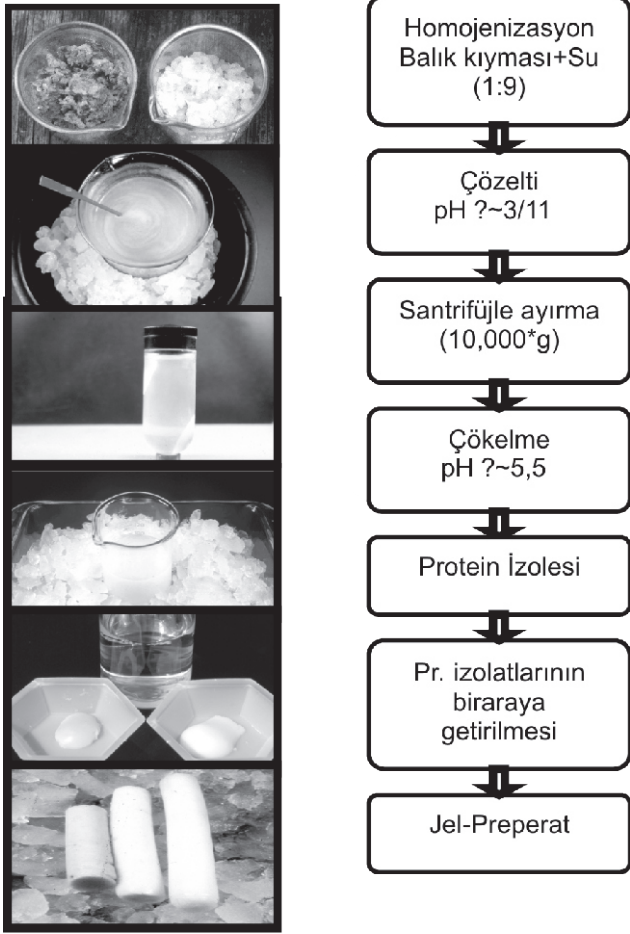 Homojenizasyon
Balık kıyması+Su
(1:9)
Çözelti
pH ?~3/11
Santrifüjle ayırma
(10,000*g)
Çökelme
pH ?~5,5
Protein İzolesi
Pr. izolatlarının
biraraya
getirilmesi
Jel-Preperat